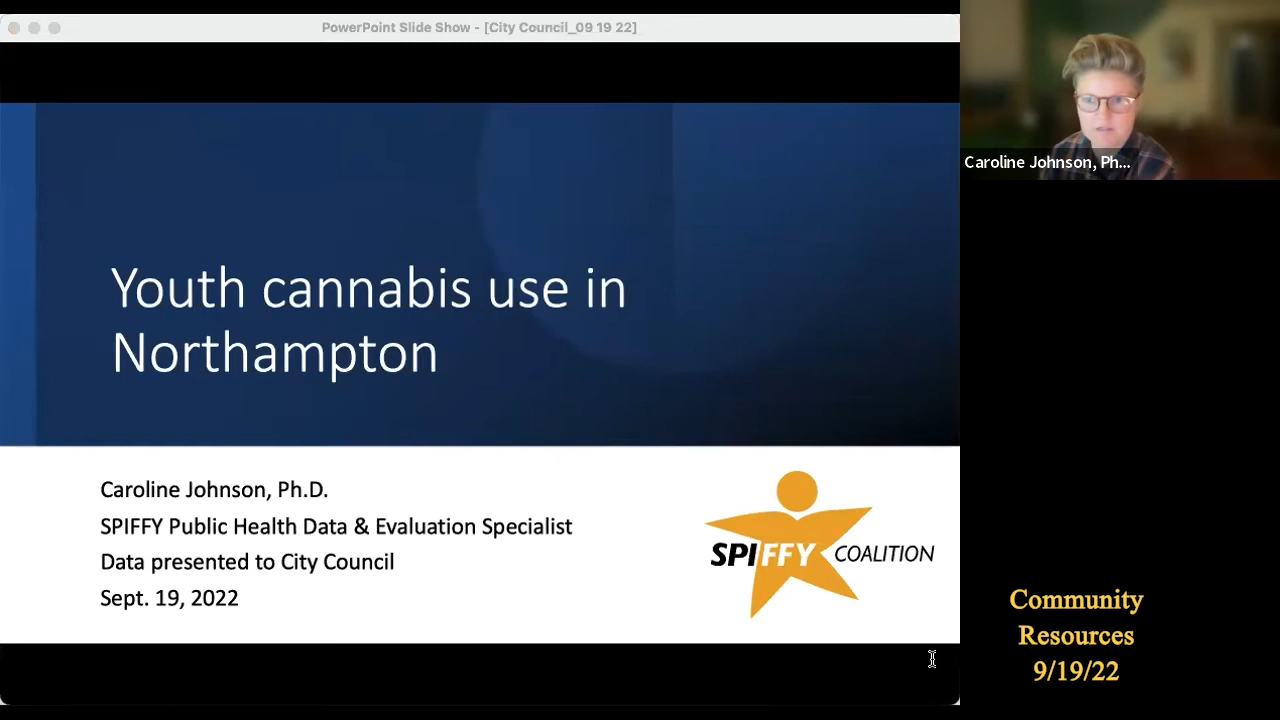 PowerPoint Slide Show - [City Council_09 19 22]
Caroline Johnson, Ph...
Youth cannabis use in
Northampton
Caroline Johnson, Ph.D.
SPIFFY Public Health Data & Evaluation Specialist
Data presented to City Council
Sept. 19, 2022
SPIFFY COALITION
Community
Resources
9/19/22